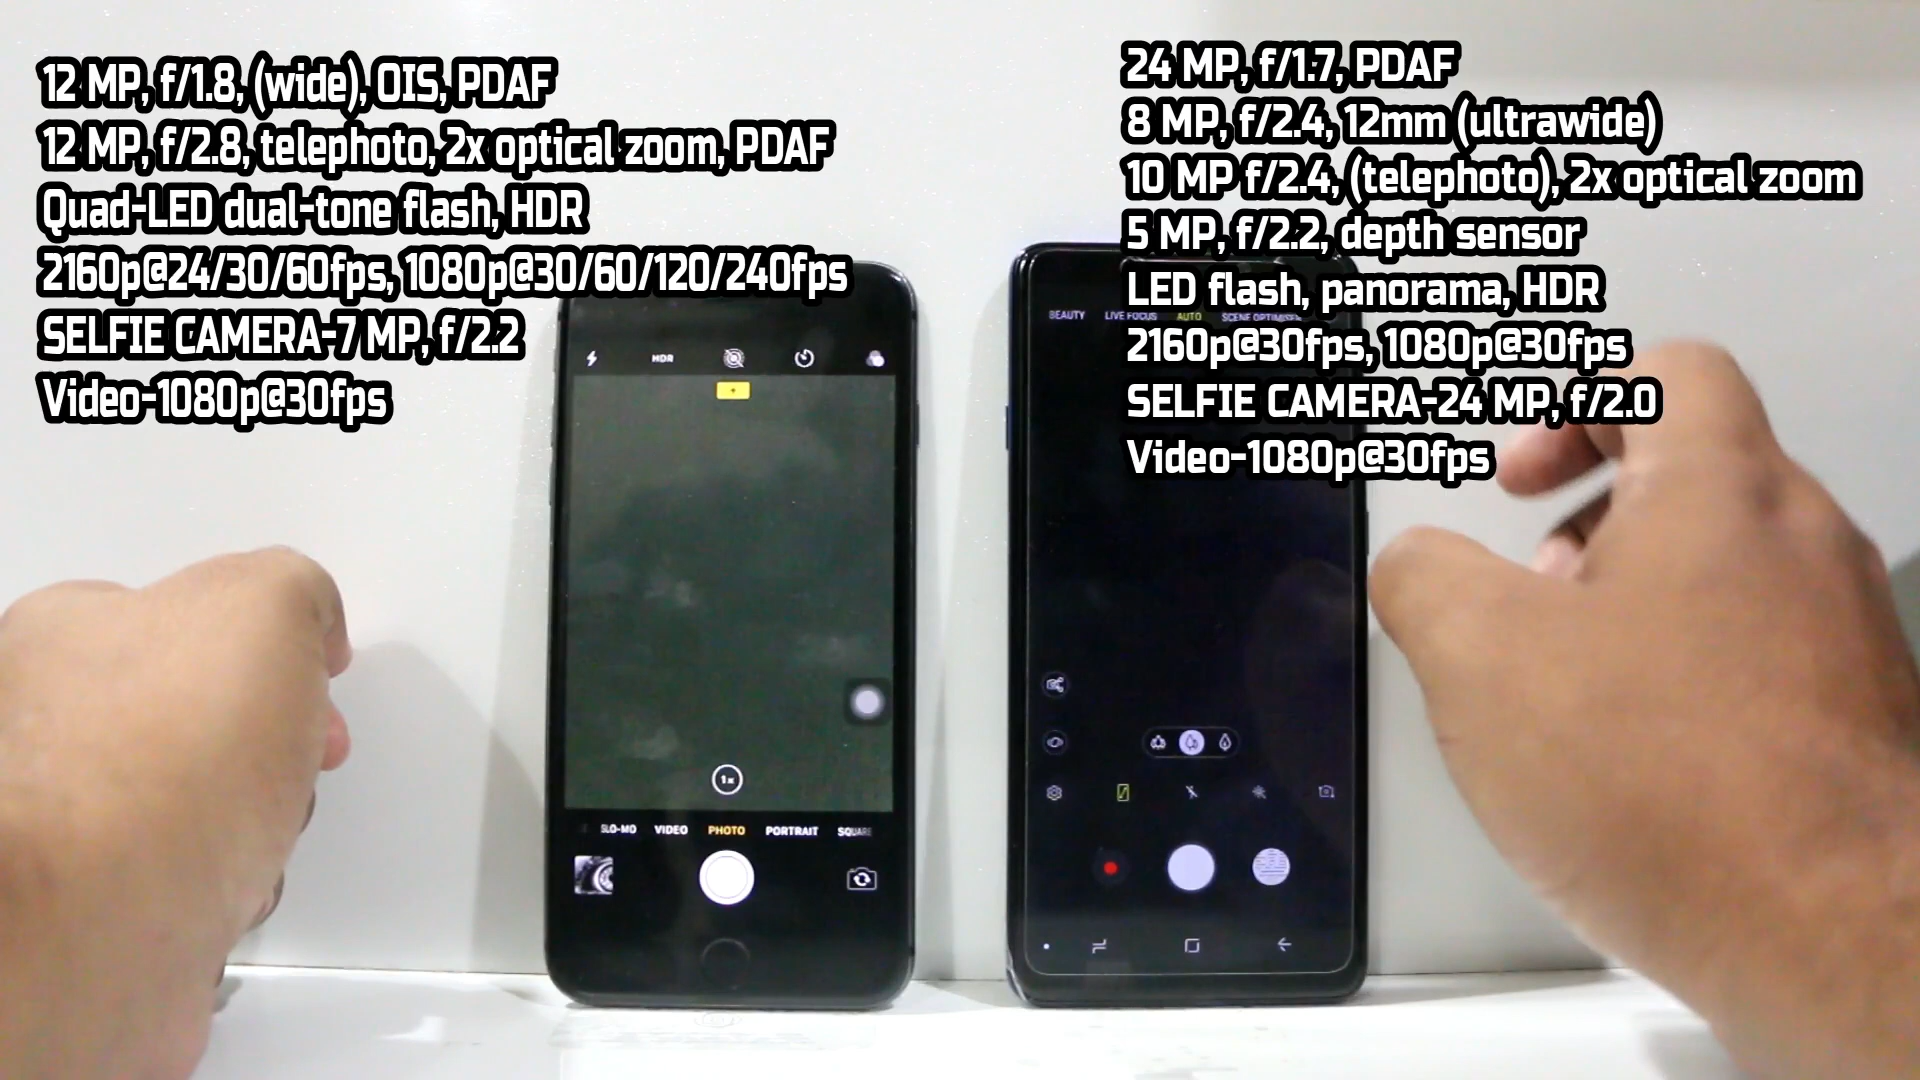 12 MP, f/1.8, (wide), OIS, PDAF
12 MP, f/2.8, telephoto, 2x optical zoom, PDAF
Quad-LED dual-tone flash, HDR
2160p@24/30/60fps, 1080p@30/60/120/240fps
SELFIE CAMERA-7 MP, f/2.2
Video-1080p@30fps
24 MP, f/1.7, PDAF
8 MP, f/2.4, 12mm (ultrawide)
10 MP f/2.4, (telephoto), 2x optical zoom
5 MP, f/2.2, depth sensor
LED flash, panorama, HDR
2160p@30fps, 1080p@30fps
SELFIE CAMERA-24 MP, f/2.0
Video-1080p@30fps
HDR
1x
SLO-MO VIDEO PHOTO PORTRAIT SQUARE
BEAUTY LIVE FOCUS AUTO SCENE OPTIMISER